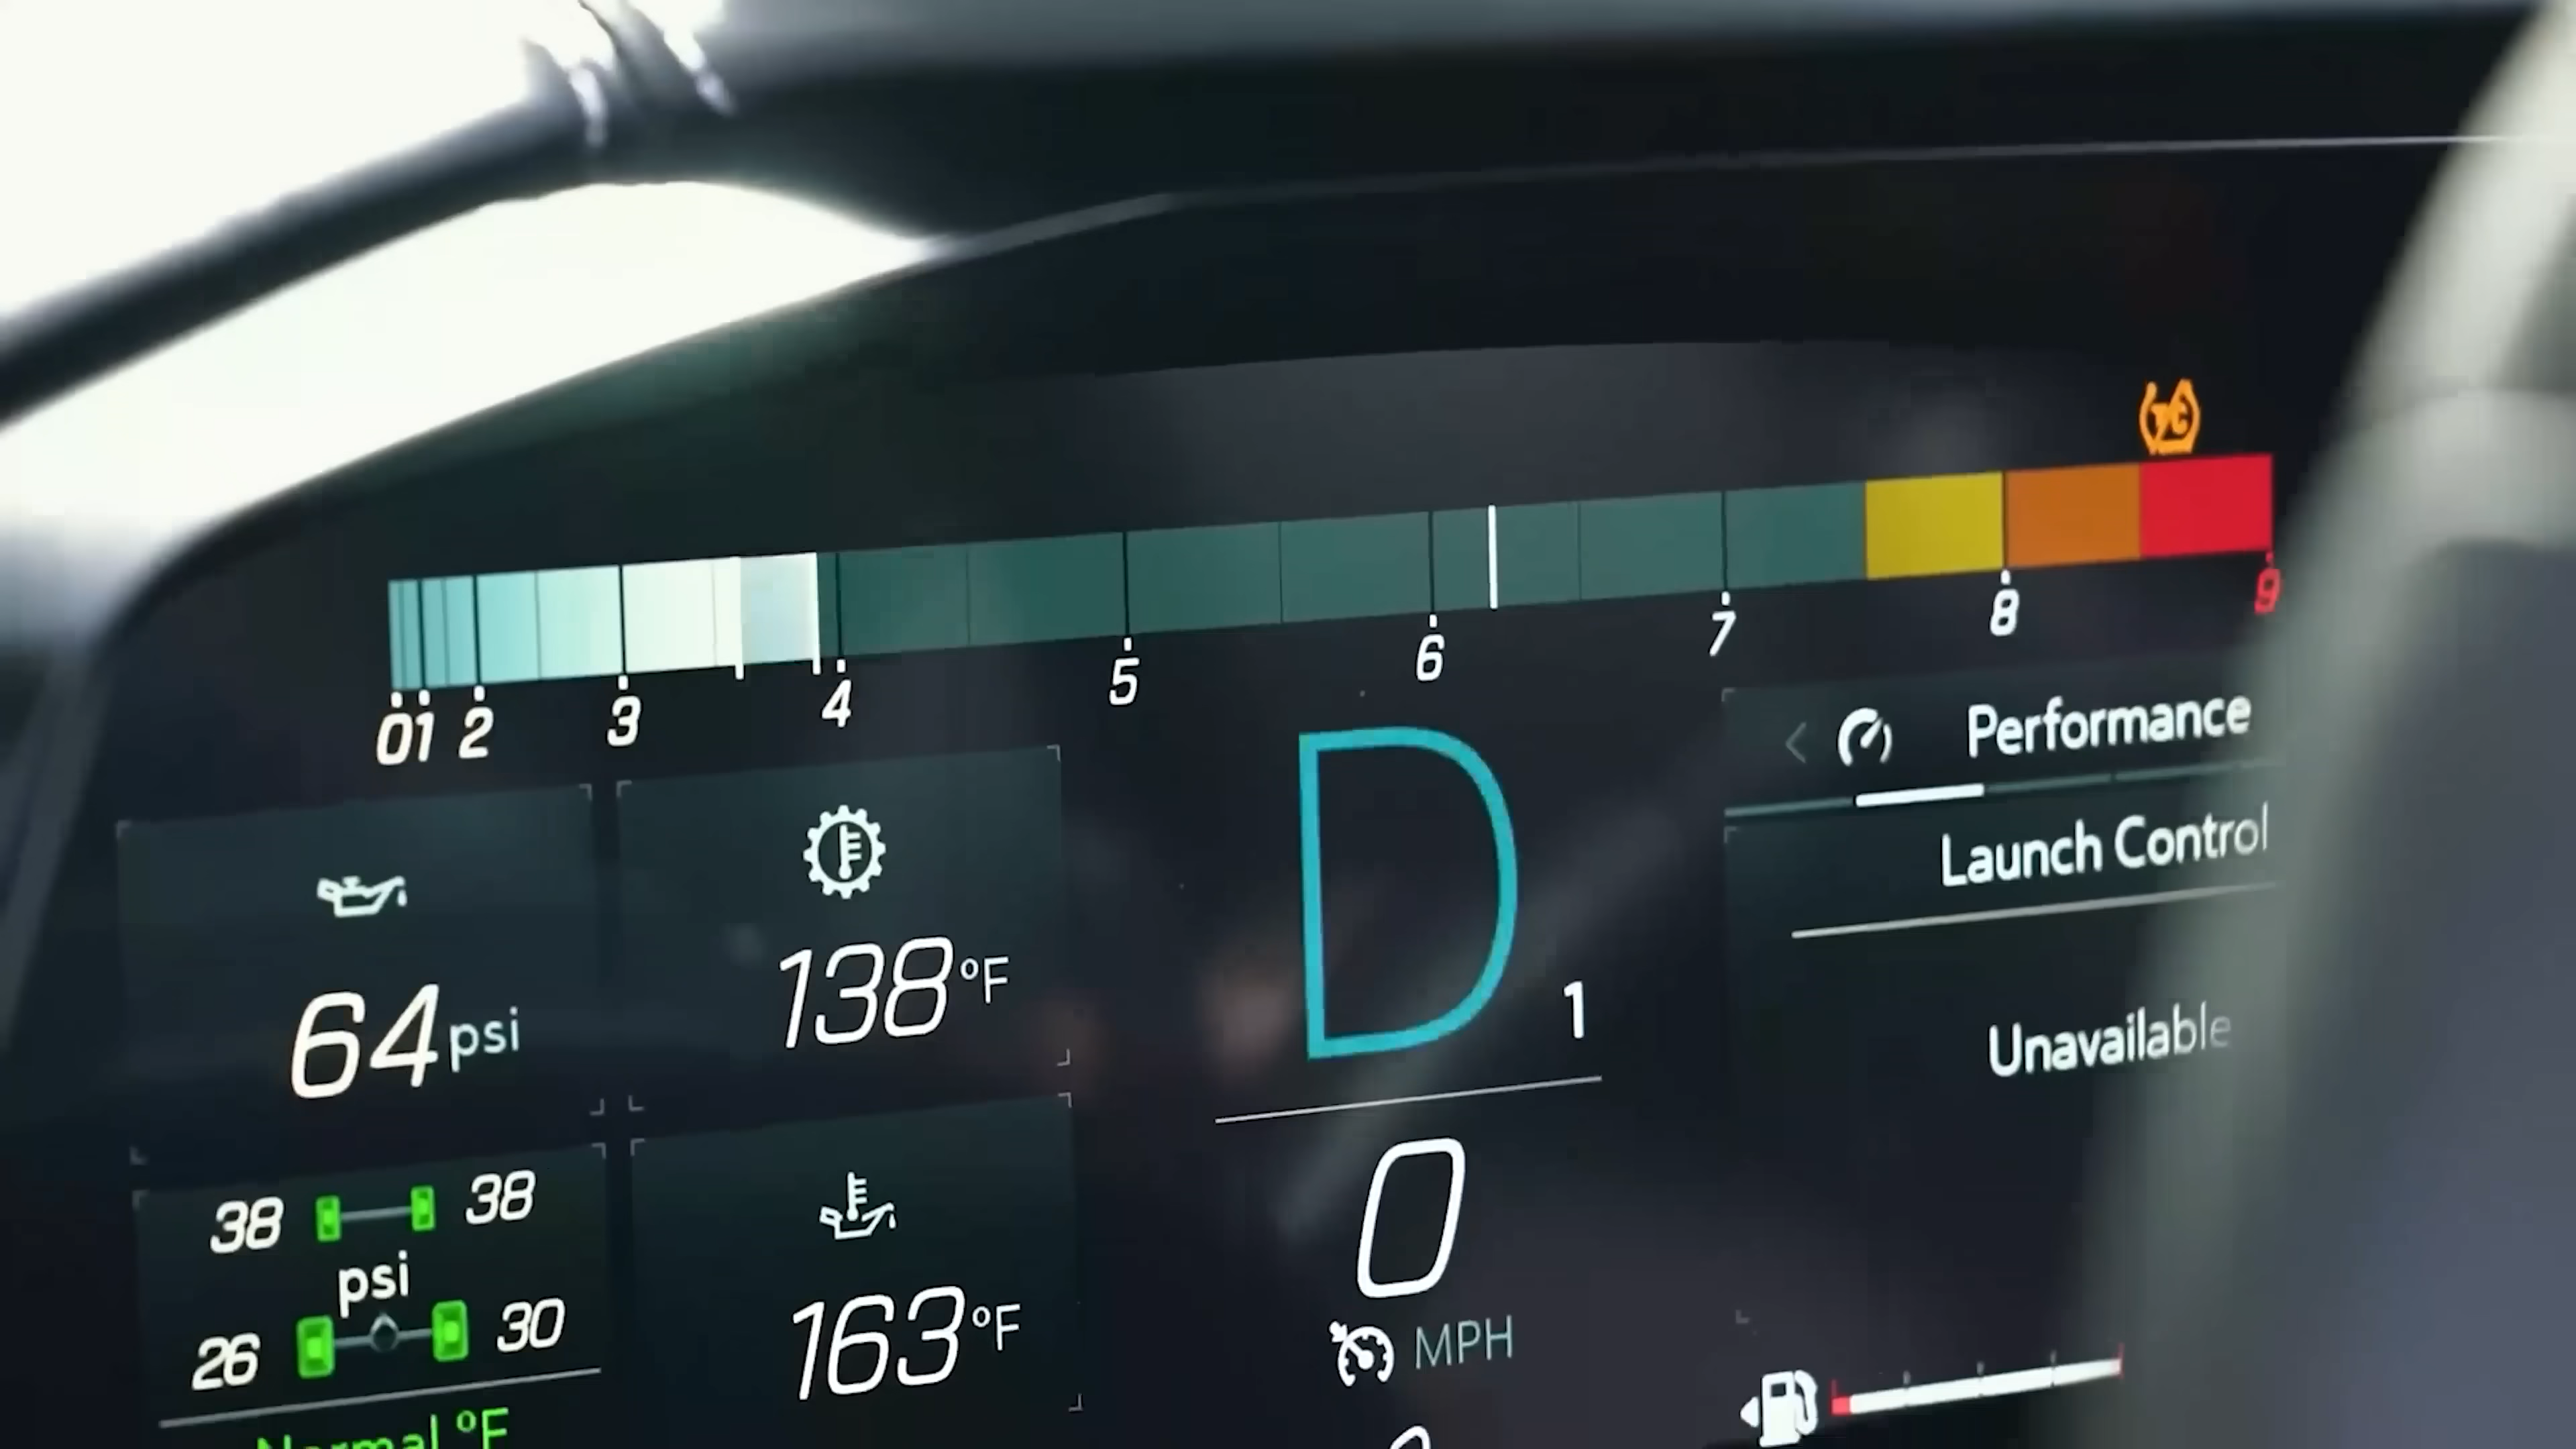 0 1 2 3 4 5 6 7 8 9
Performance
Launch Control
Unavailable
64 psi
138 °F
D 1
38 38
psi
26 30
Normal °F
163 °F
0
MPH